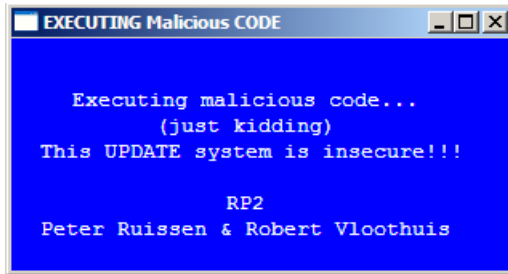 EXECUTING Malicious CODE
Executing malicious code...
(just kidding)
This UPDATE system is insecure!!!
RP2
Peter Ruissen & Robert Vloothuis